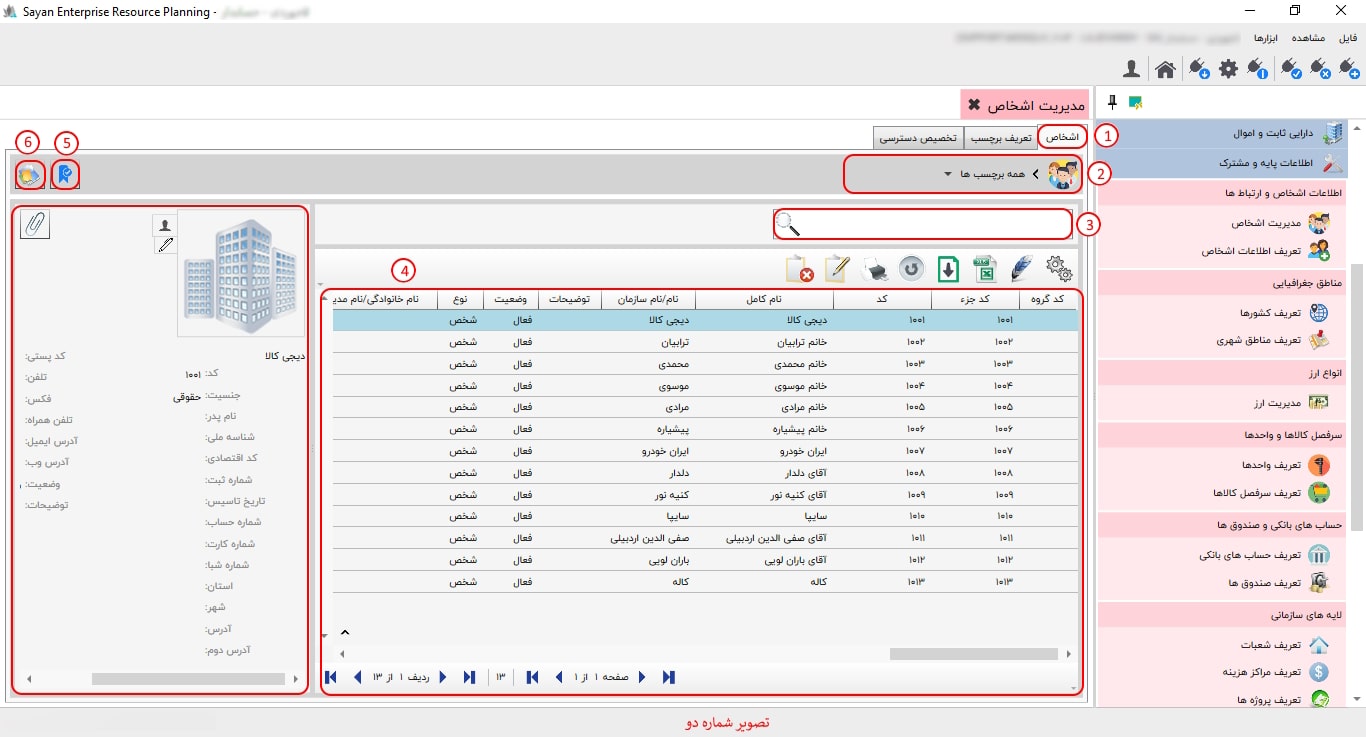 Sayan Enterprise Resource Planning -
فایل مشاهده ابزارها
مدیریت اشخاص
اشخاص تعریف برچسب تخصیص دسترسی
1
2
3
4
5
6
همه برچسب ها
دارایی ثابت و اموال
اطلاعات پایه و مشترک
اطلاعات اشخاص و ارتباط ها
مدیریت اشخاص
تعریف اطلاعات اشخاص
مناطق جغرافیایی
تعریف کشورها
تعریف مناطق شهری
انواع ارز
مدیریت ارز
سرفصل کالاها و واحدها
تعریف واحدها
تعریف سرفصل کالاها
حساب های بانکی و صندوق ها
تعریف حساب های بانکی
تعریف صندوق ها
لایه های سازمانی
تعریف شعبات
تعریف مراکز هزینه
تعریف پروژه ها
کد گروه کد جزء کد نام کامل نام/نام سازمان توضیحات وضعیت نوع نام خانوادگی/نام مدیـ
۱۰۰۱ ۱۰۰۱ دیجی کالا دیجی کالا فعال شخص
۱۰۰۲ ۱۰۰۲ خانم ترابیان ترابیان فعال شخص
۱۰۰۳ ۱۰۰۳ خانم محمدی محمدی فعال شخص
۱۰۰۴ ۱۰۰۴ خانم موسوی موسوی فعال شخص
۱۰۰۵ ۱۰۰۵ خانم مرادی مرادی فعال شخص
۱۰۰۶ ۱۰۰۶ خانم پیشیاره پیشیاره فعال شخص
۱۰۰۷ ۱۰۰۷ ایران خودرو ایران خودرو فعال شخص
۱۰۰۸ ۱۰۰۸ آقای دلدار دلدار فعال شخص
۱۰۰۹ ۱۰۰۹ آقای کنیه نور کنیه نور فعال شخص
۱۰۱۰ ۱۰۱۰ سایپا سایپا فعال شخص
۱۰۱۱ ۱۰۱۱ آقای صفی الدین اردبیلی صفی الدین اردبیلی فعال شخص
۱۰۱۲ ۱۰۱۲ آقای باران لویی باران لویی فعال شخص
۱۰۱۳ ۱۰۱۳ کاله کاله فعال شخص
صفحه ۱ از ۱
۱۳
ردیف ۱ از ۱۳
دیجی کالا
کد: ۱۰۰۱
جنسیت: حقوقی
نام پدر:
شناسه ملی:
کد اقتصادی:
شماره ثبت:
تاریخ تاسیس:
شماره حساب:
شماره کارت:
شماره شبا:
استان:
شهر:
آدرس:
آدرس دوم:
کد پستی:
تلفن:
فکس:
تلفن همراه:
آدرس ایمیل:
آدرس وب:
وضعیت:
توضیحات:
تصویر شماره دو